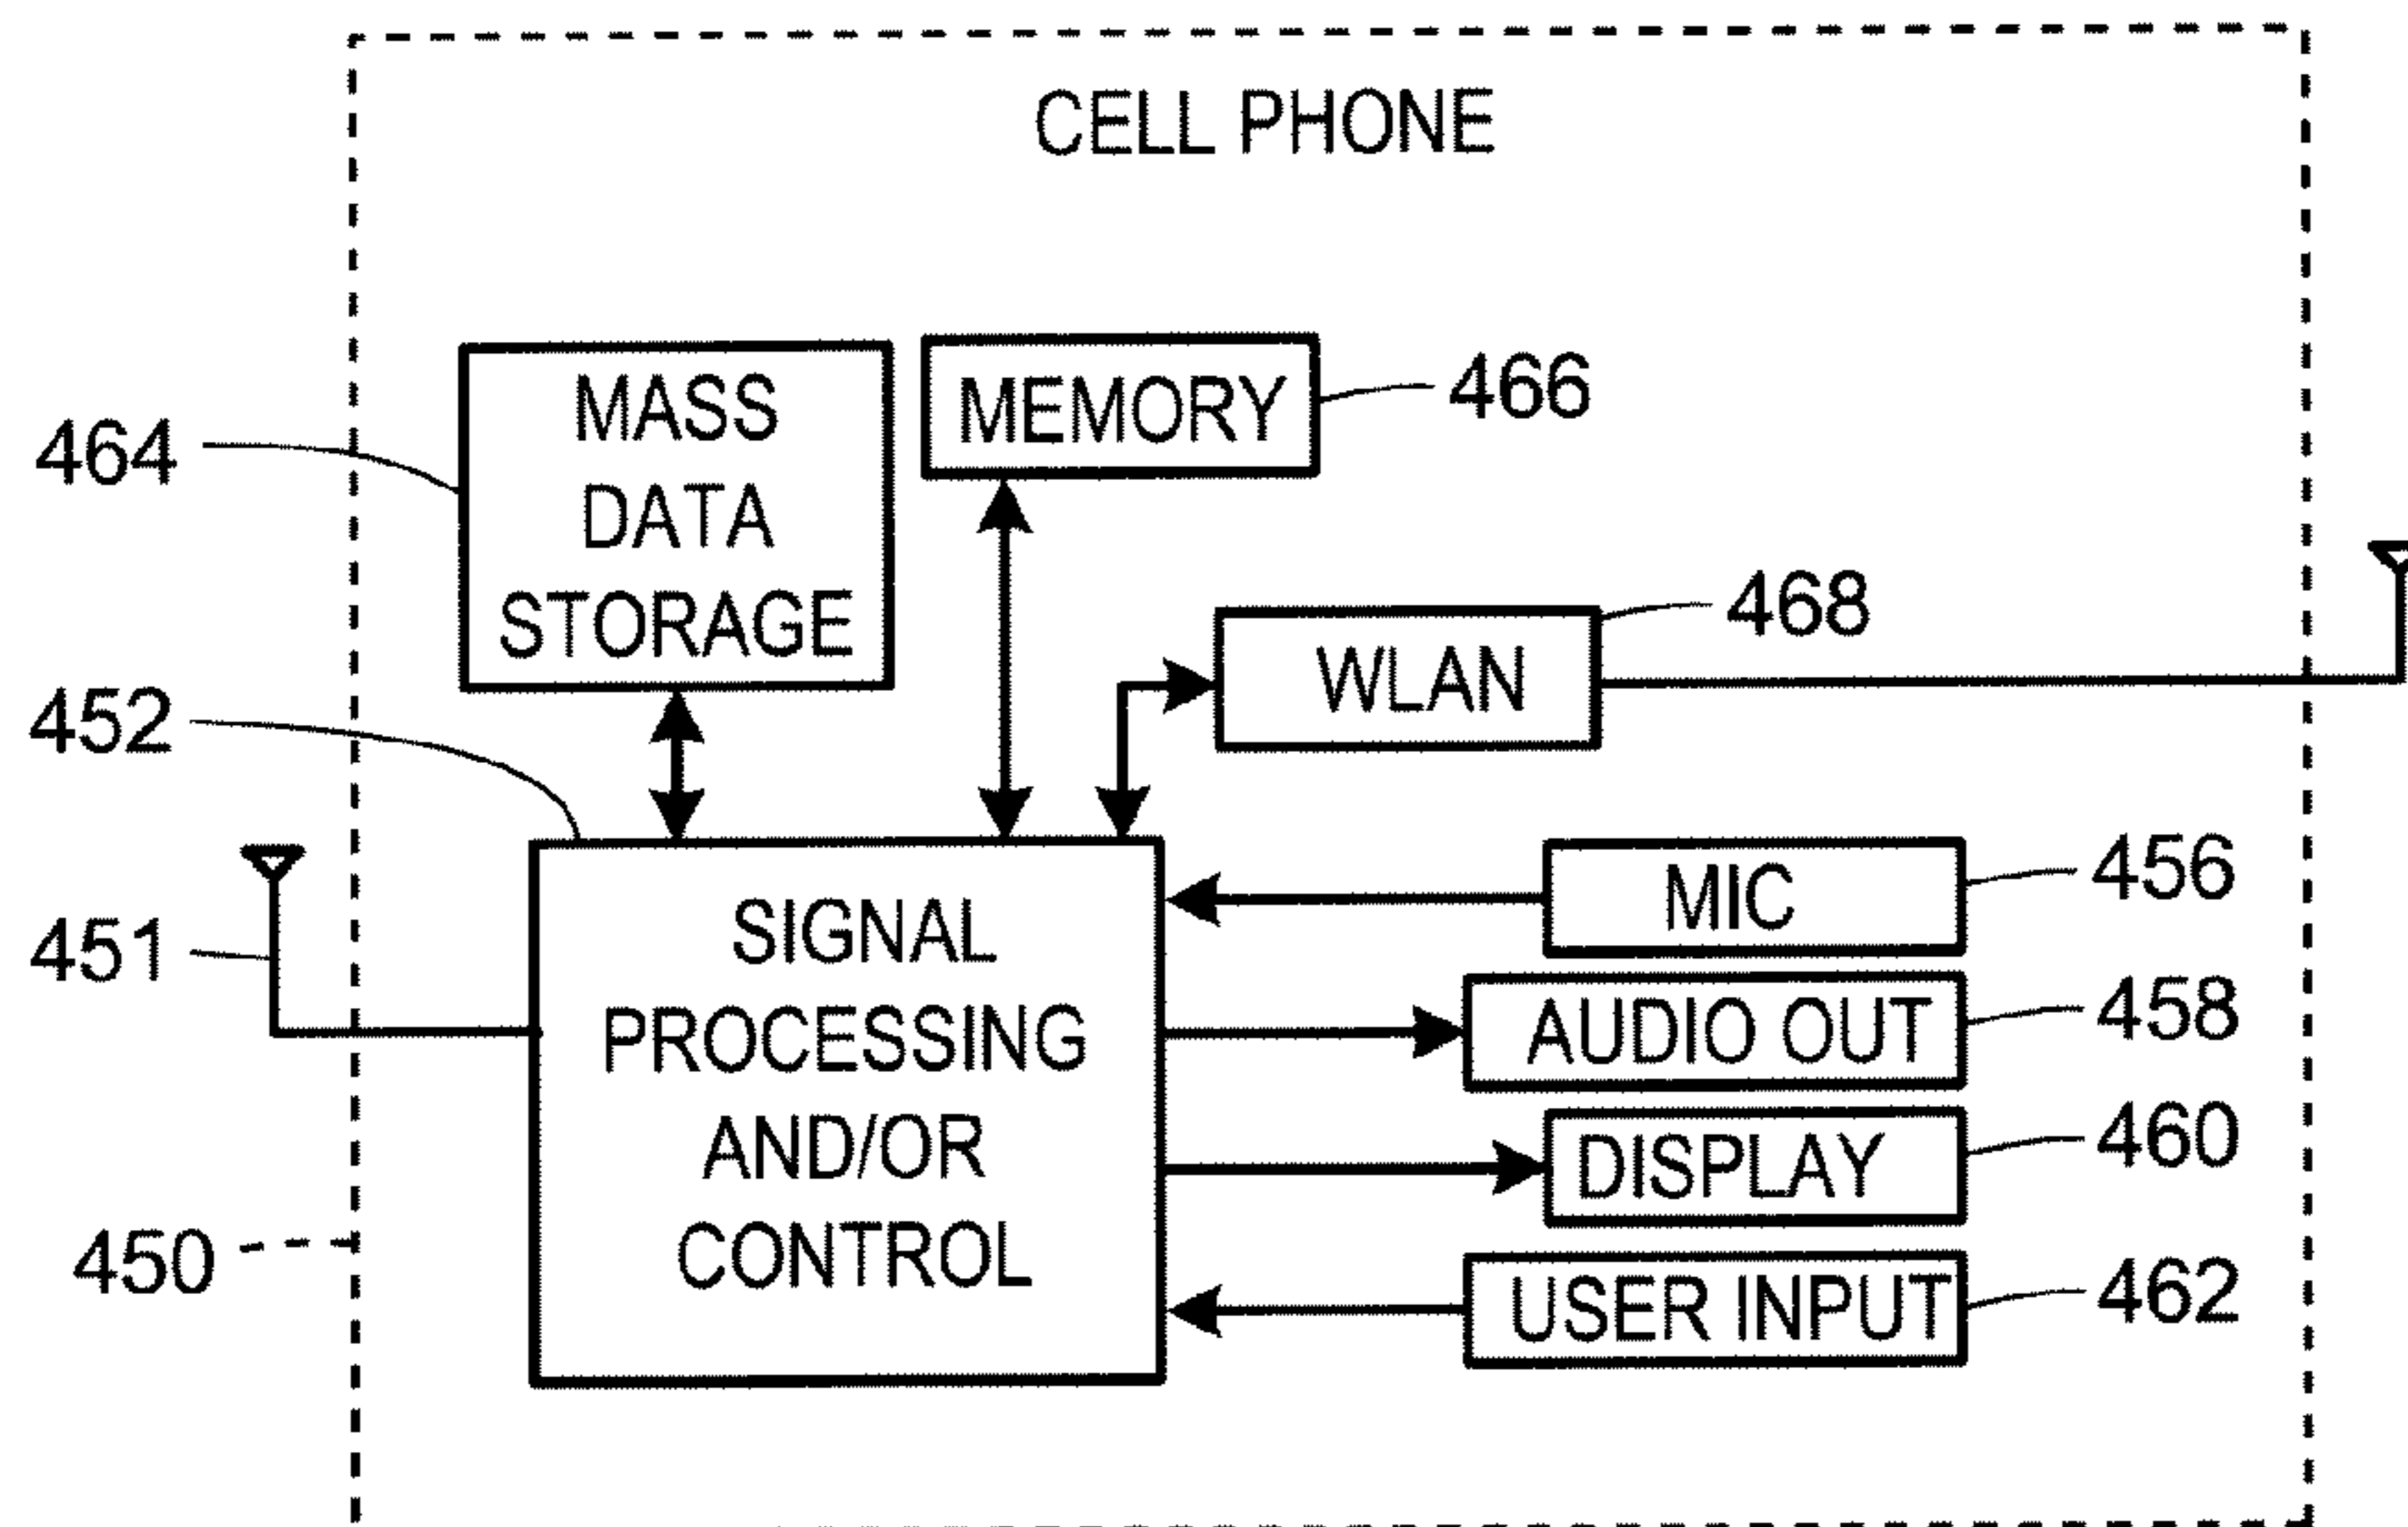 CELL PHONE
MASS
DATA
STORAGE
464
MEMORY
466
WLAN
468
452
451
450
SIGNAL
PROCESSING
AND/OR
CONTROL
MIC
456
AUDIO OUT
458
DISPLAY
460
USER INPUT
462